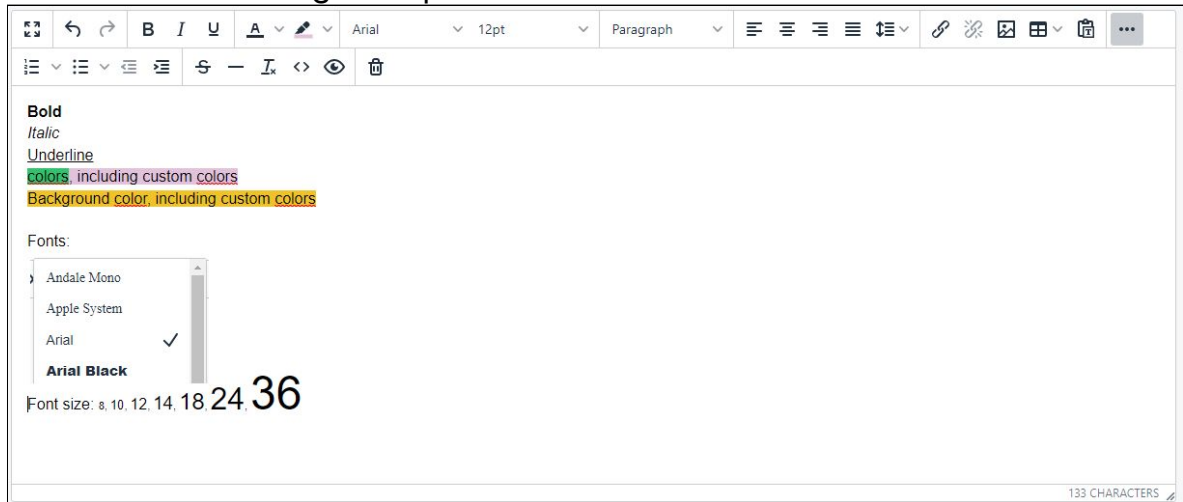 Arial 12pt Paragraph
Bold
Italic
Underline
colors, including custom colors
Background color, including custom colors
Fonts:
Andale Mono
Apple System
Arial
Arial Black
Font size: 8, 10, 12, 14, 18, 24, 36
133 CHARACTERS